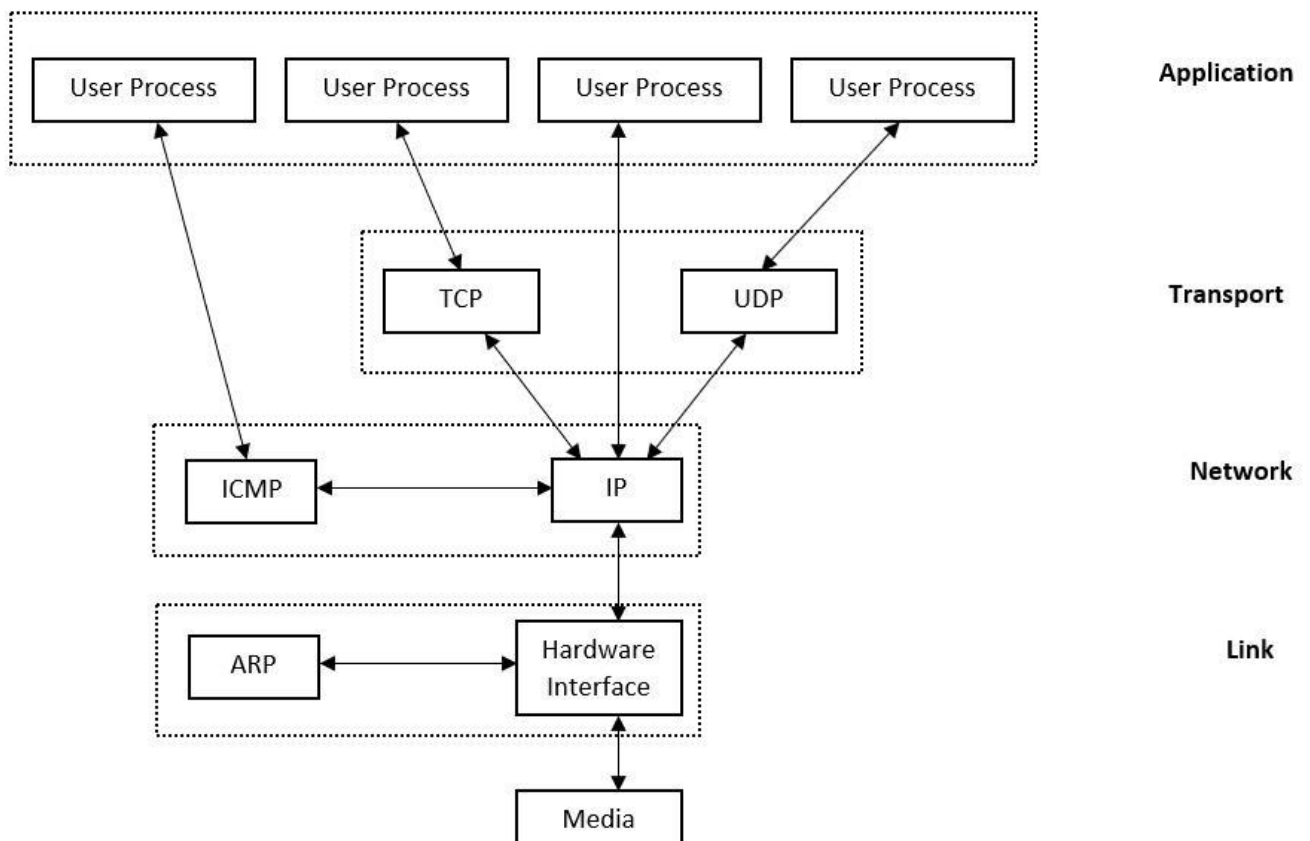 User Process
User Process
User Process
User Process
Application
TCP
UDP
Transport
ICMP
IP
Network
ARP
Hardware
Interface
Link
Media